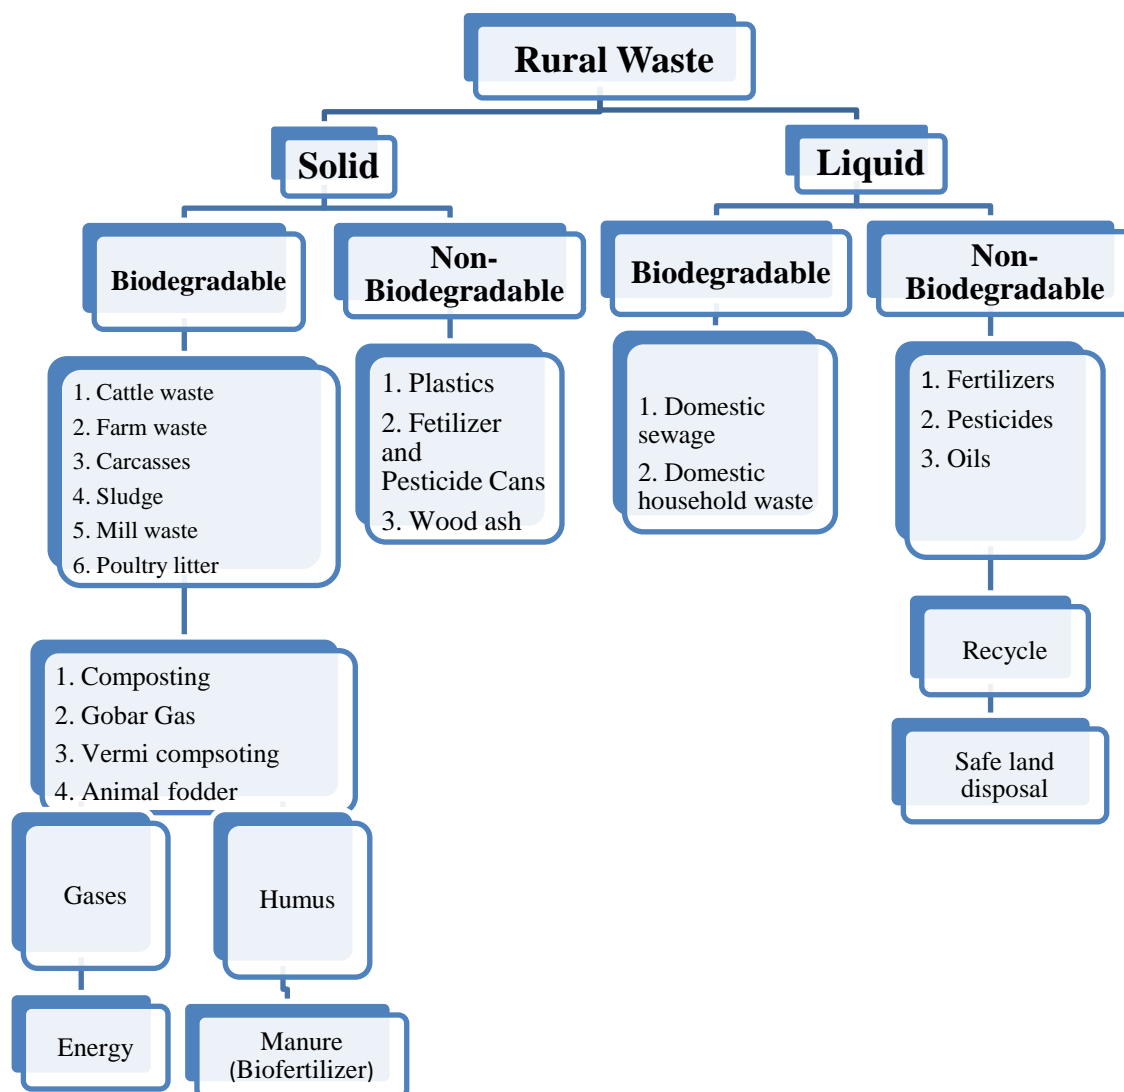 Rural Waste
Solid
Liquid
Biodegradable
Non-
Biodegradable
Biodegradable
Non-
Biodegradable
1. Cattle waste
2. Farm waste
3. Carcasses
4. Sludge
5. Mill waste
6. Poultry litter
1. Plastics
2. Fetilizer
and
Pesticide Cans
3. Wood ash
1. Domestic
sewage
2. Domestic
household waste
1. Fertilizers
2. Pesticides
3. Oils
1. Composting
2. Gobar Gas
3. Vermi compsoting
4. Animal fodder
Recycle
Safe land
disposal
Gases
Humus
Energy
Manure
(Biofertilizer)